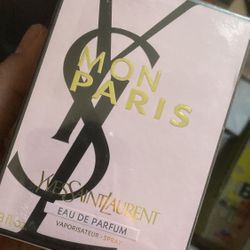 MON
PARIS
YVES SAINT LAURENT
EAU DE PARFUM
VAPORISATEUR - SPRAY